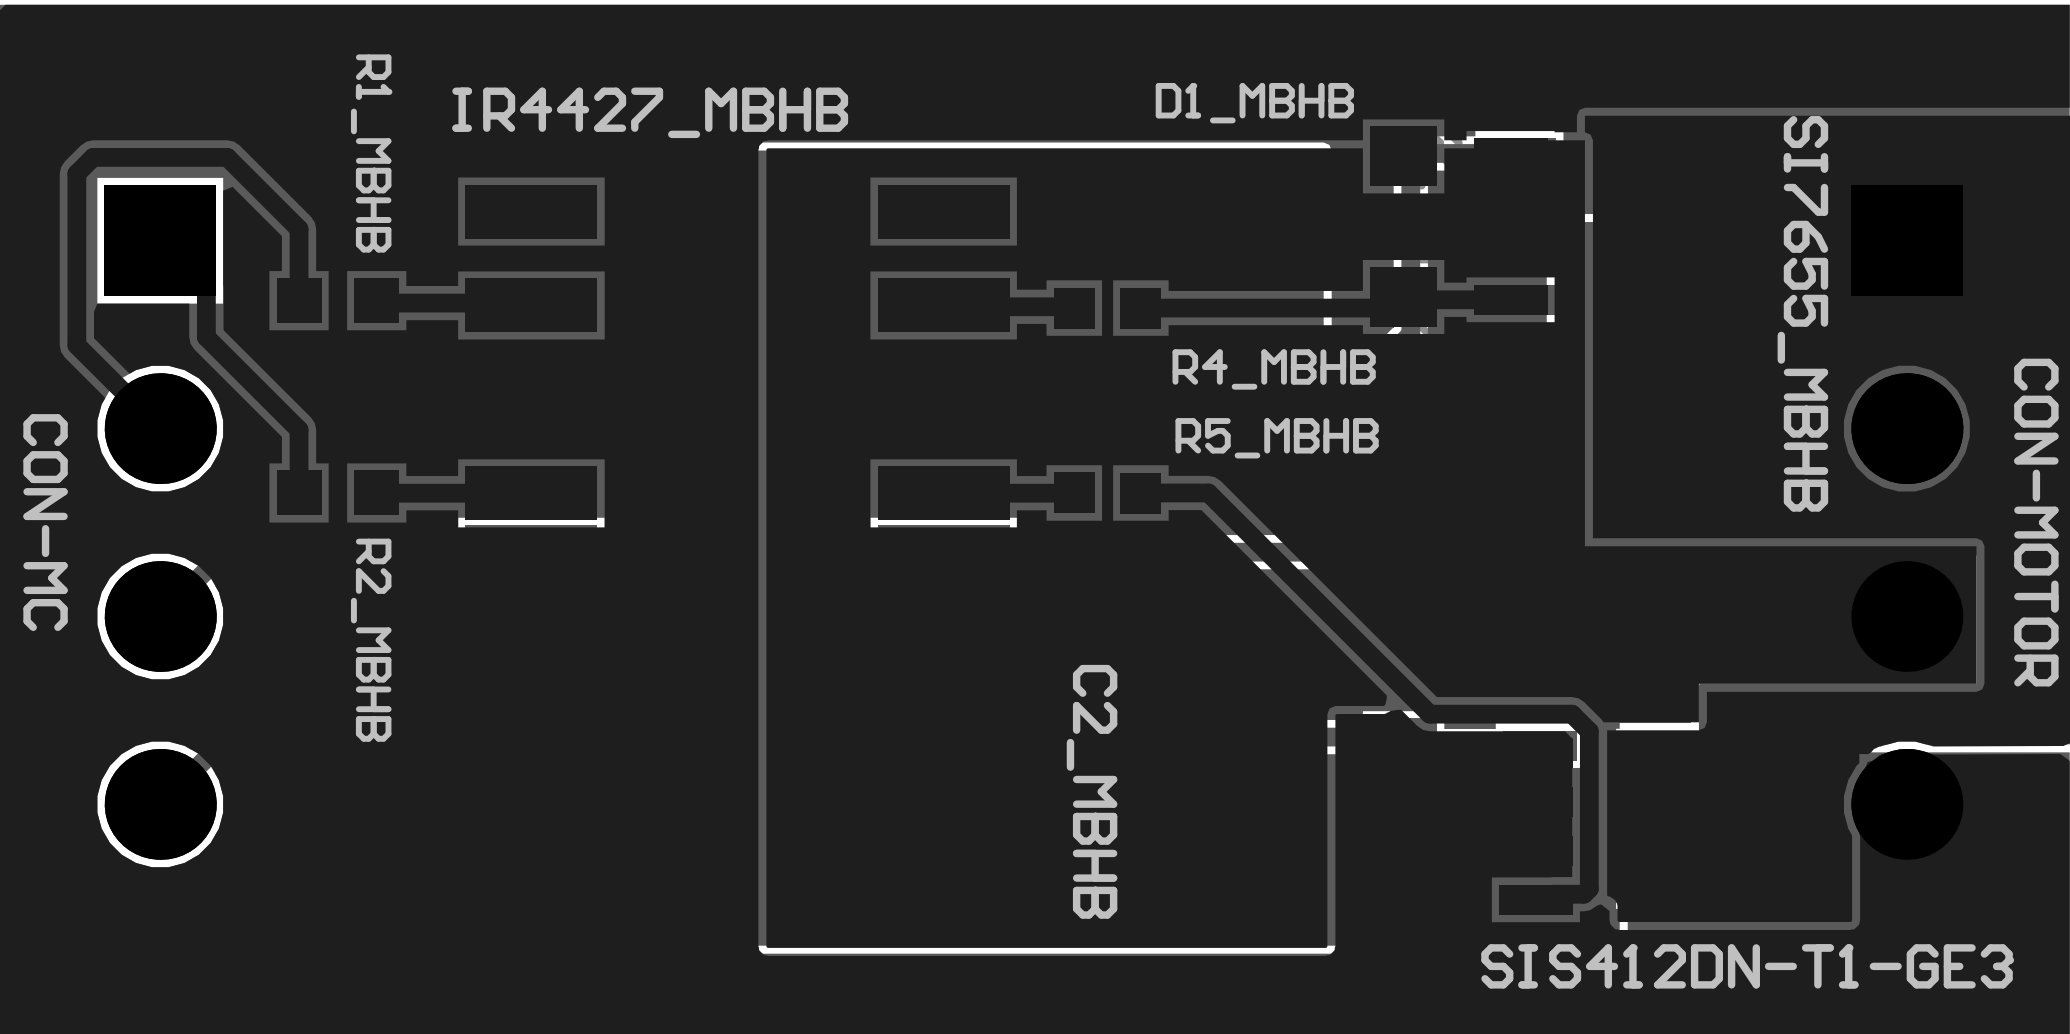 R1_MBHB
IR4427_MBHB
D1_MBHB
SI7655_MBHB
R4_MBHB
R5_MBHB
CON-MC
CON-MOTOR
R2_MBHB
C2_MBHB
SIS412DN-T1-GE3